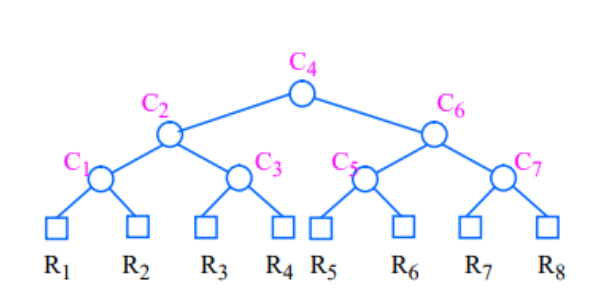 C₄
C₂ C₆
C₁ C₃ C₅ C₇
R₁ R₂ R₃ R₄ R₅ R₆ R₇ R₈